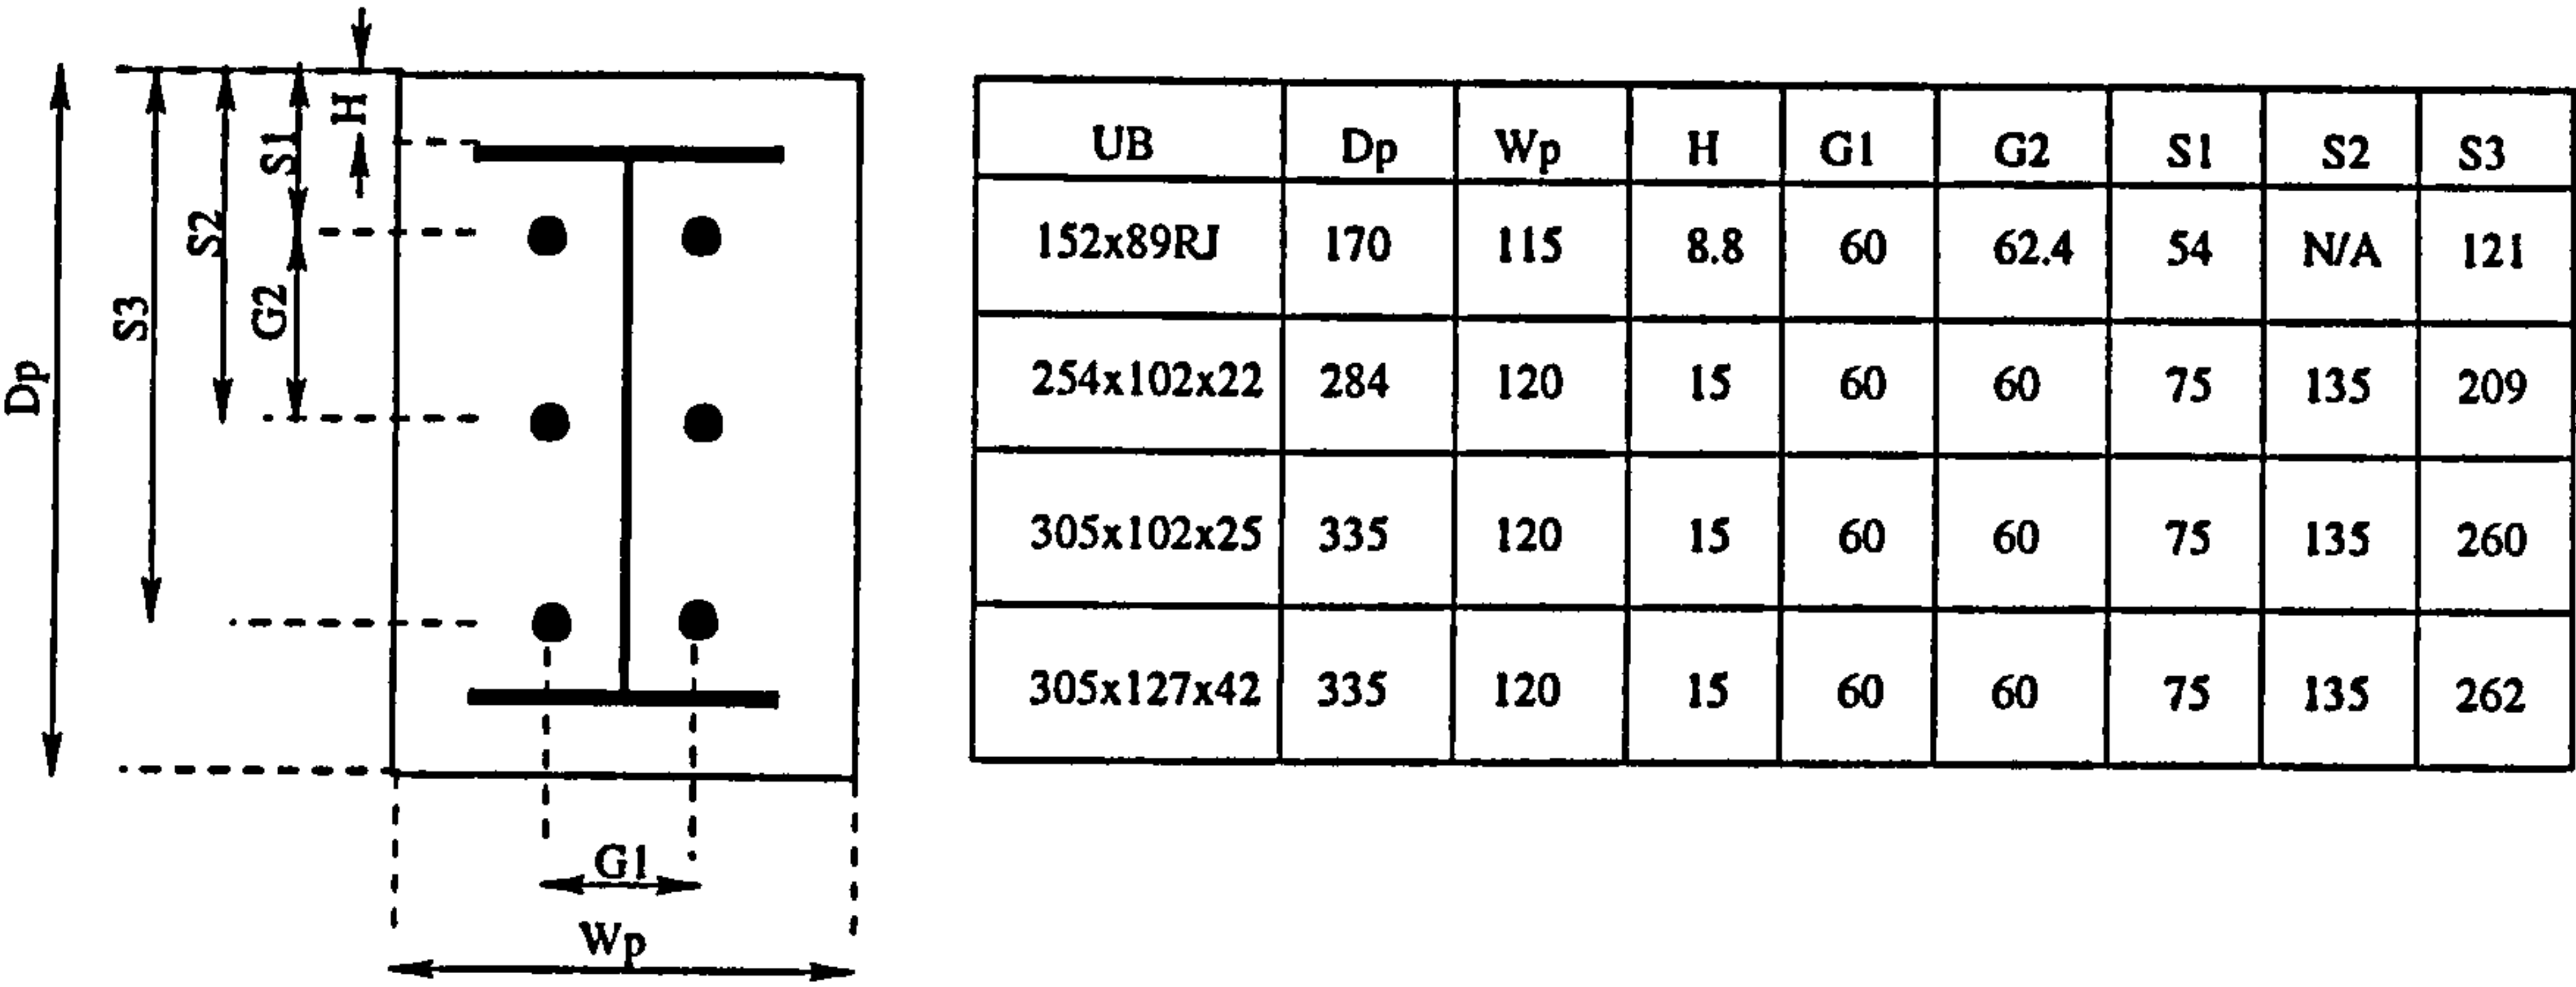 H
S1
S2
G2
S3
Dp
G1
Wp
UB Dp Wp H G1 G2 S1 S2 S3
152x89RJ 170 115 8.8 60 62.4 54 N/A 121
254x102x22 284 120 15 60 60 75 135 209
305x102x25 335 120 15 60 60 75 135 260
305x127x42 335 120 15 60 60 75 135 262